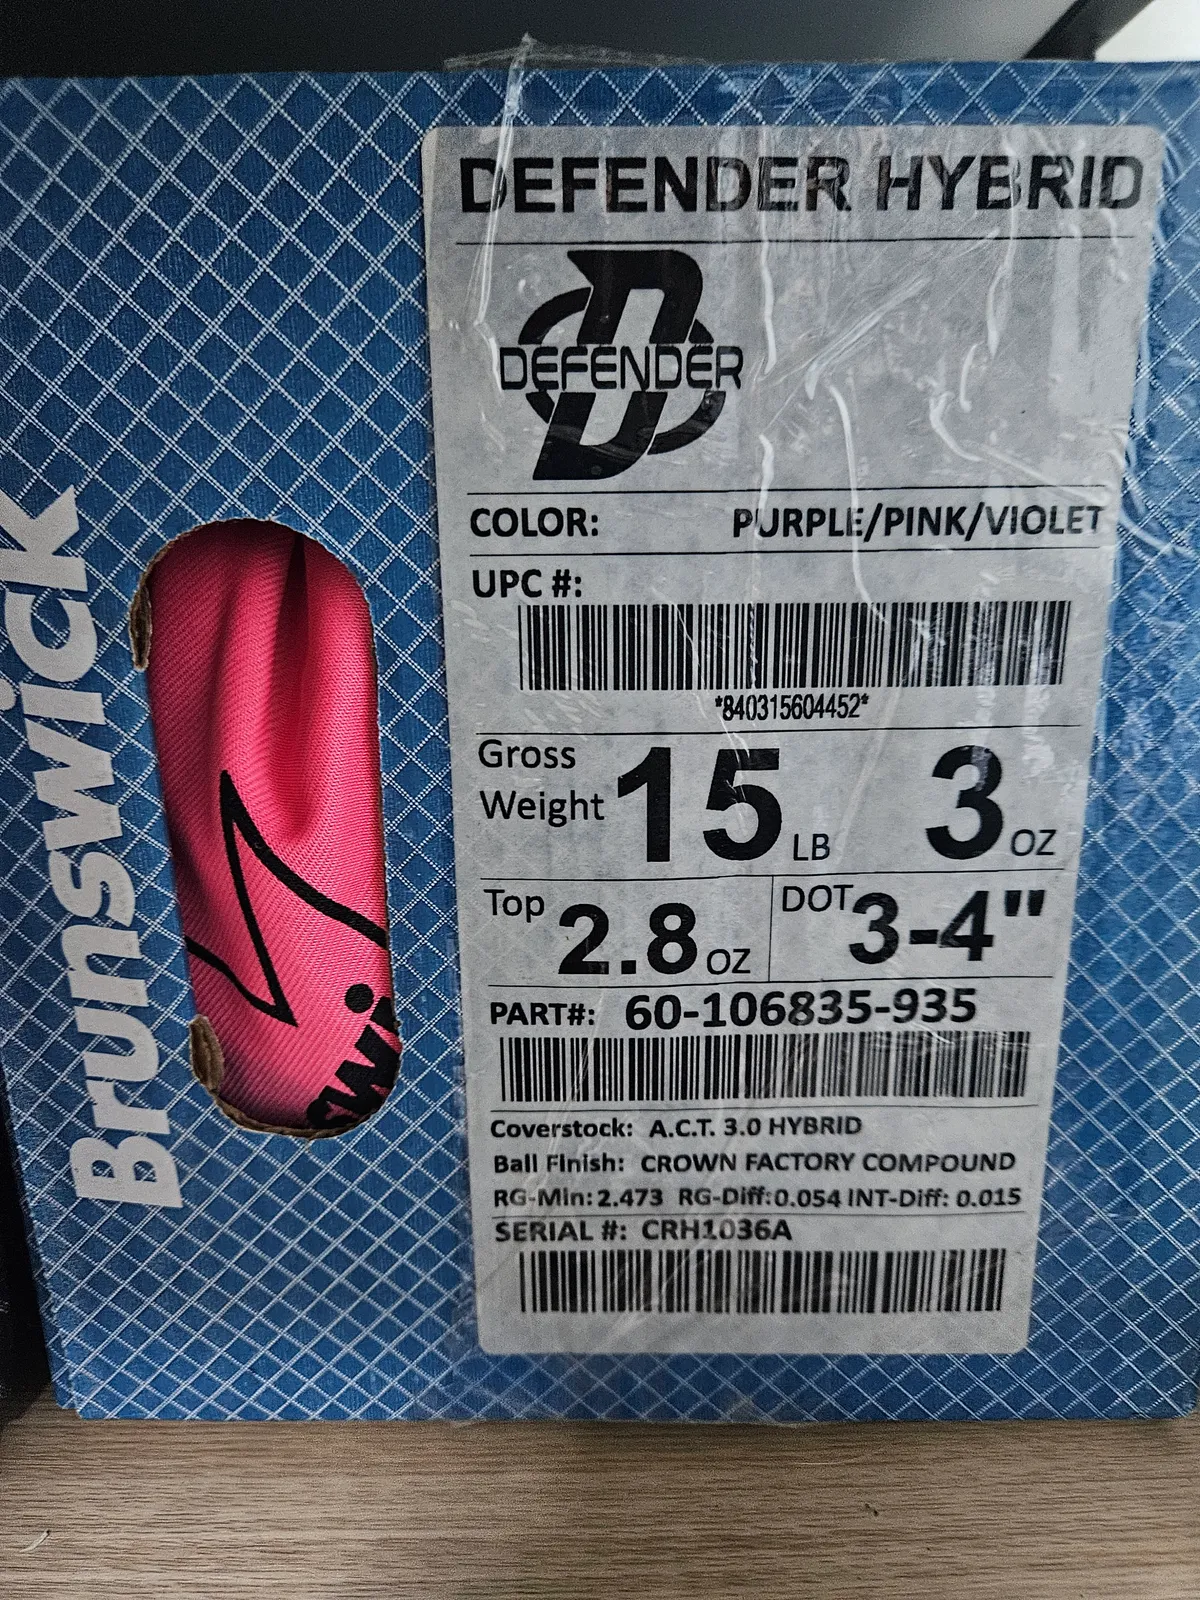 Brunswick
DEFENDER HYBRID
DEFENDER
COLOR: PURPLE/PINK/VIOLET
UPC #:
*840315604452*
Gross Weight 15 LB 3 OZ
Top 2.8 OZ DOT 3-4"
PART#: 60-106835-935
Coverstock: A.C.T. 3.0 HYBRID
Ball Finish: CROWN FACTORY COMPOUND
RG-Min: 2.473 RG-Diff: 0.054 INT-Diff: 0.015
SERIAL #: CRH1036A